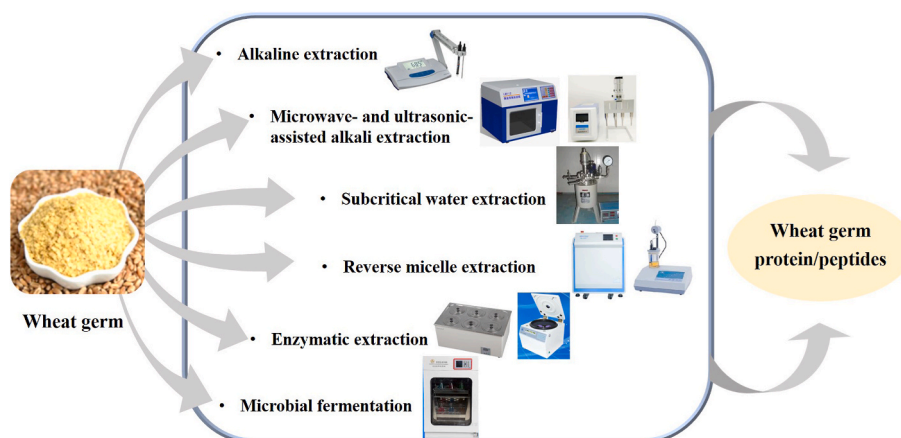 • Alkaline extraction
• Microwave- and ultrasonic-
assisted alkali extraction
• Subcritical water extraction
• Reverse micelle extraction
• Enzymatic extraction
• Microbial fermentation
Wheat germ
Wheat germ
protein/peptides